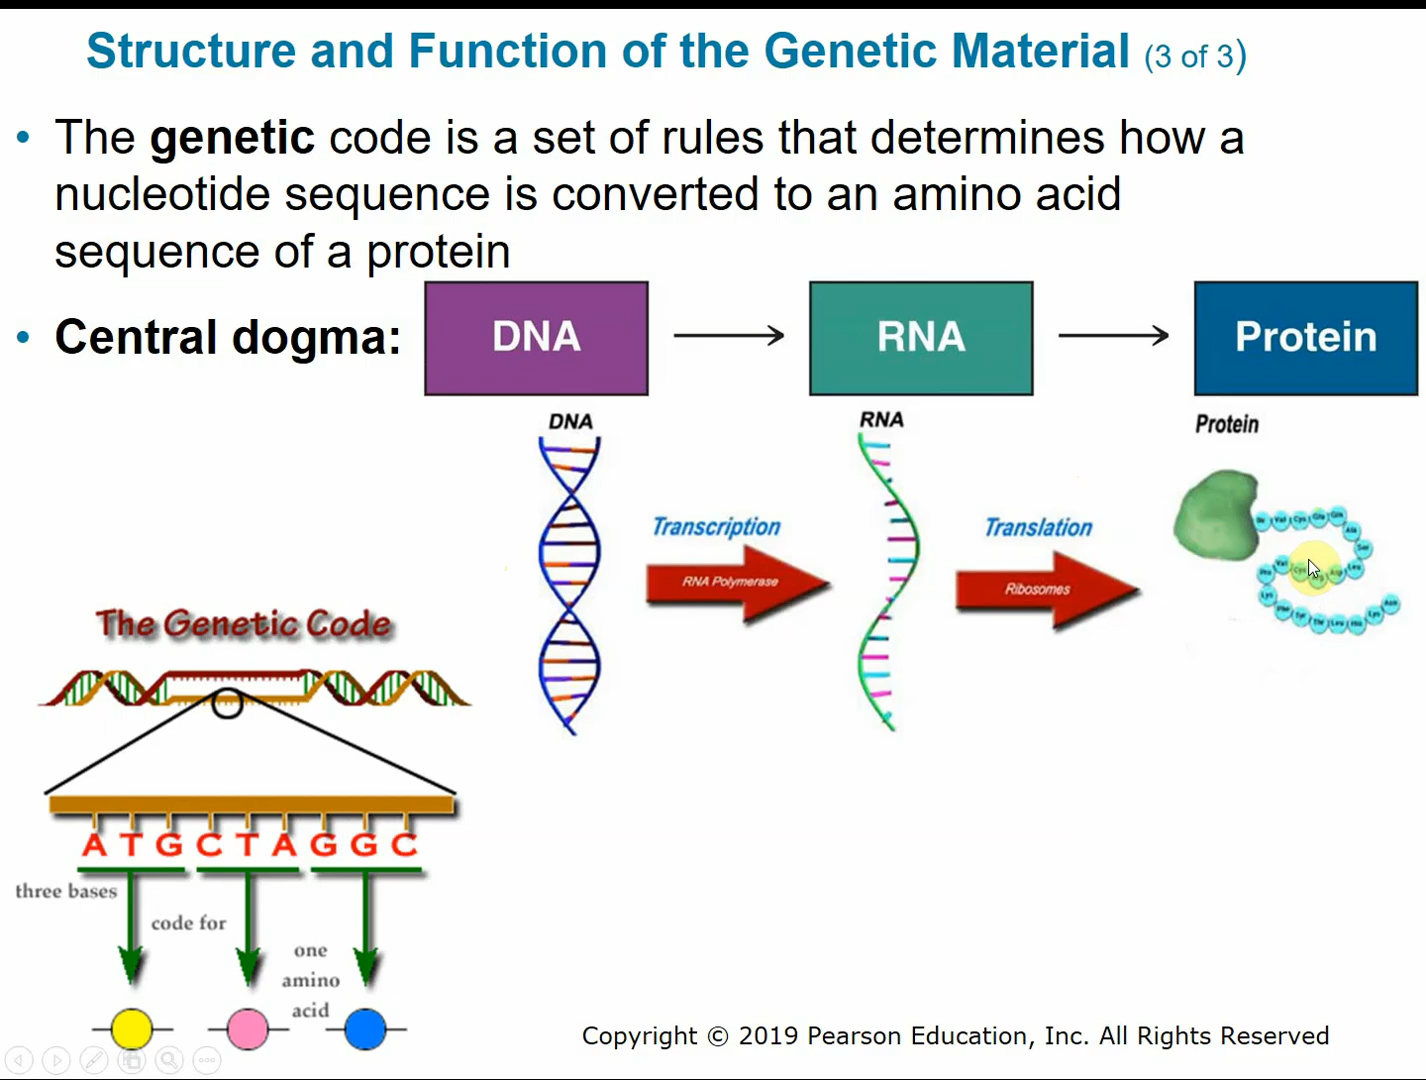 Structure and Function of the Genetic Material (3 of 3)
• The genetic code is a set of rules that determines how a
nucleotide sequence is converted to an amino acid
sequence of a protein
• Central dogma:
DNA
RNA
Protein
DNA
RNA
Protein
Transcription
RNA Polymerase
Translation
Ribosomes
The Genetic Code
A T G C T A G G C
three bases
code for
one
amino
acid
Copyright © 2019 Pearson Education, Inc. All Rights Reserved